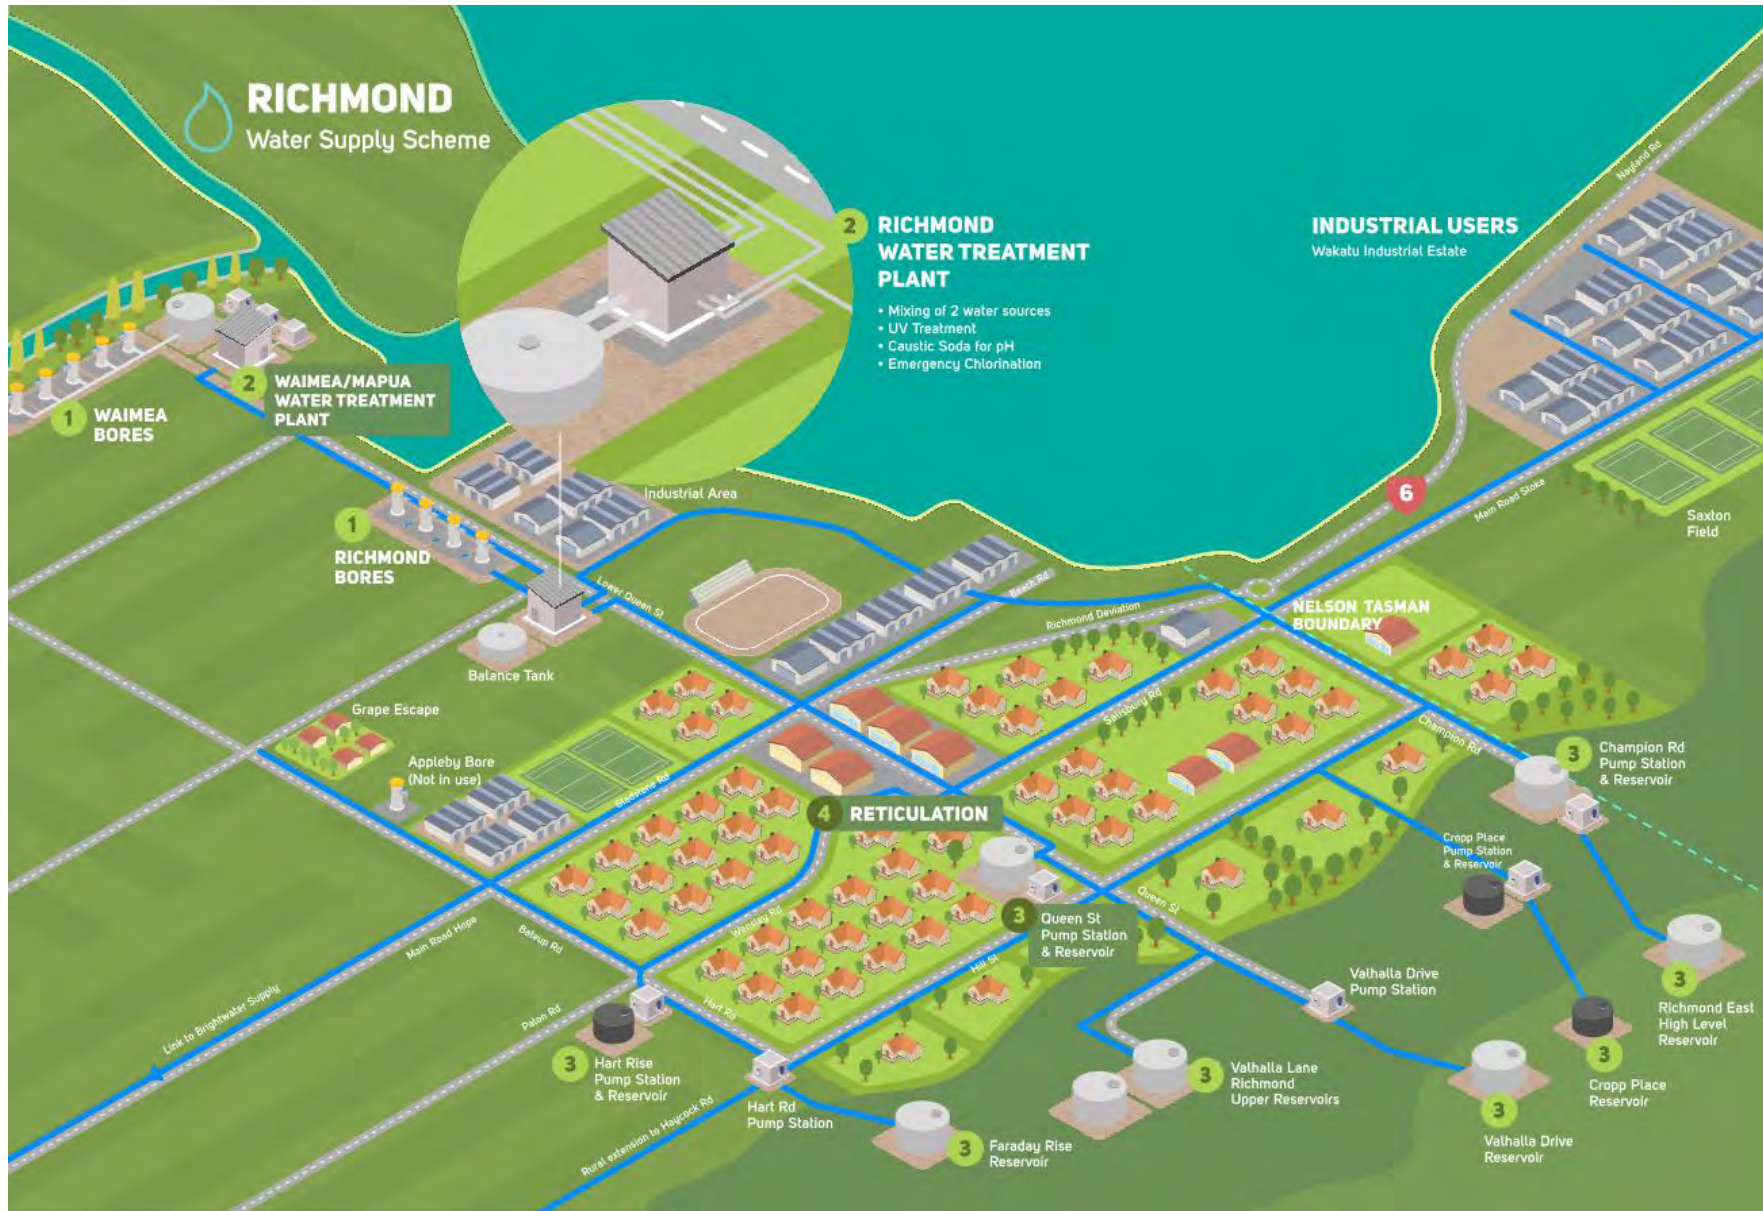 RICHMOND
Water Supply Scheme
2
RICHMOND
WATER TREATMENT
PLANT
• Mixing of 2 water sources
• UV Treatment
• Caustic Soda for pH
• Emergency Chlorination
INDUSTRIAL USERS
Wakatu Industrial Estate
Nayland Rd
1
WAIMEA
BORES
2
WAIMEA/MAPUA
WATER TREATMENT
PLANT
1
RICHMOND
BORES
Industrial Area
6
Main Road Stoke
Saxton
Field
Lower Queen St
Beach Rd
Richmond Deviation
NELSON TASMAN
BOUNDARY
Balance Tank
Grape Escape
Appleby Bore
(Not in use)
Gladstone Rd
Salisbury Rd
Champion Rd
3
Champion Rd
Pump Station
& Reservoir
4
RETICULATION
Cropp Place
Pump Station
& Reservoir
Main Road Hope
Bateup Rd
Wensley Rd
3
Queen St
Pump Station
& Reservoir
Queen St
Hill St
Link to Brightwater Supply
Paton Rd
Hart Rd
Valhalla Drive
Pump Station
3
Richmond East
High Level
Reservoir
3
Hart Rise
Pump Station
& Reservoir
Hart Rd
Pump Station
Rural extension to Haycock Rd
3
Faraday Rise
Reservoir
3
Valhalla Lane
Richmond
Upper Reservoirs
3
Valhalla Drive
Reservoir
3
Cropp Place
Reservoir